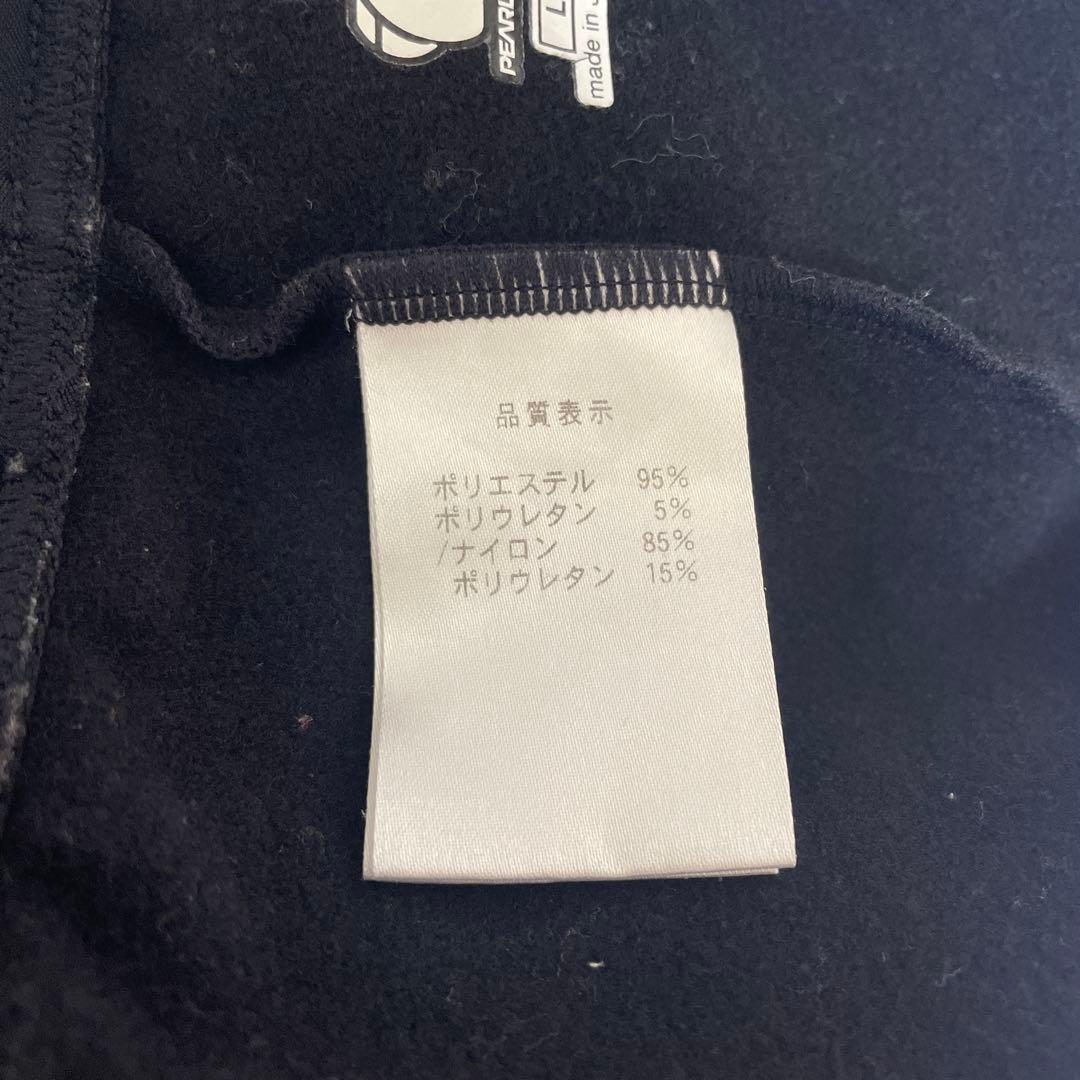 PEARL
L
made in J
品質表示
ポリエステル 95%
ポリウレタン 5%
/ナイロン 85%
ポリウレタン 15%